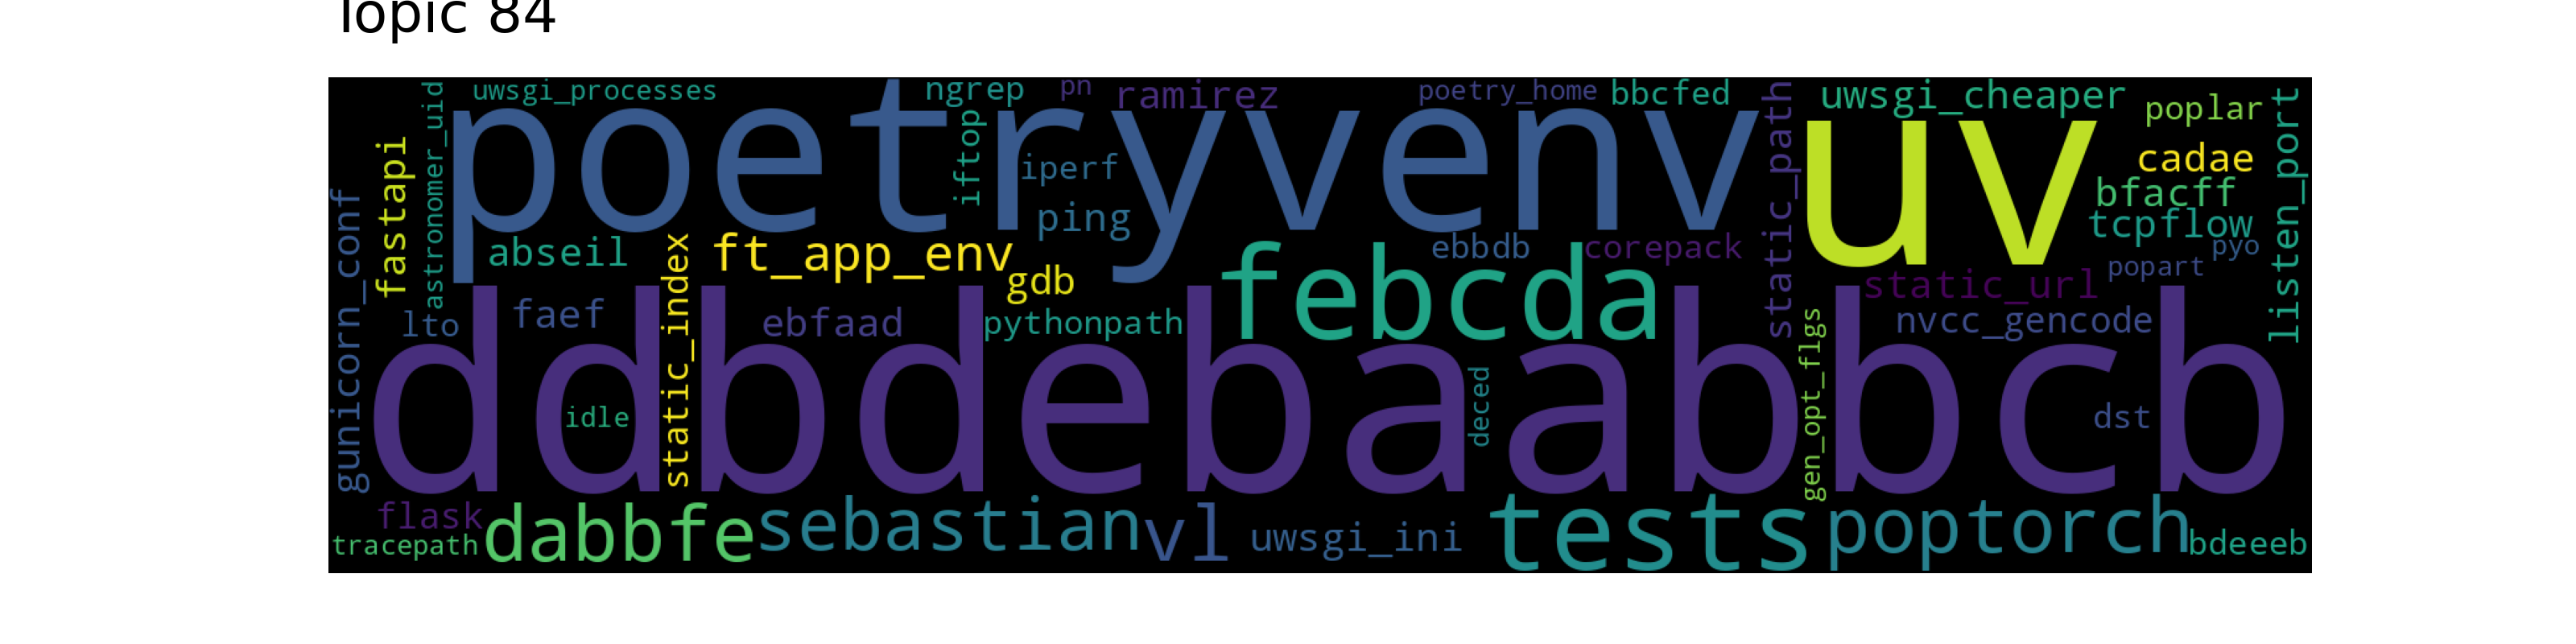 Topic 84
uwsgi_processes
ngrep
pn
ramirez
poetry_home
bbcfed
uwsgi_cheaper
poplar
poetry
venv
uv
fastapi
astronomer_uid
iftop
iperf
ping
static_path
cadae
bfacff
tcpflow
pyo
listen_port
gunicorn_conf
abseil
static_index
ft_app_env
gdb
febcda
ebbdb
corepack
static_url
popart
lto
faef
ebfaad
pythonpath
nvcc_gencode
gen_opt_flgs
ddbdebaabbcb
idle
deced
dst
flask
tracepath
dabbfe
sebastian
vl
uwsgi_ini
tests
poptorch
bdeeeb